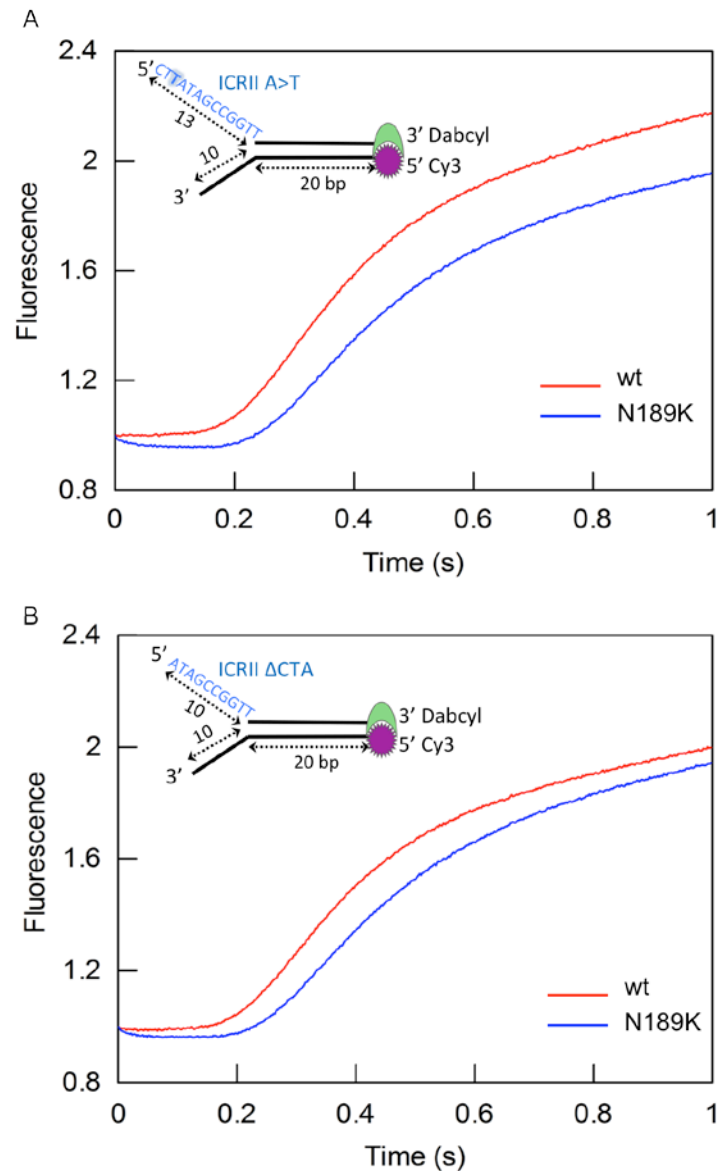 A
2.4
2
1.6
1.2
0.8
Fluorescence
5’ CTTATAGCCGGTT
ICRII A>T
13
10
3’
20 bp
3’ Dabcyl
5’ Cy3
wt
N189K
0 0.2 0.4 0.6 0.8 1
Time (s)
B
2.4
2
1.6
1.2
0.8
Fluorescence
5’ ATAGCCGGTT
ICRII ΔCTA
10
10
3’
20 bp
3’ Dabcyl
5’ Cy3
wt
N189K
0 0.2 0.4 0.6 0.8 1
Time (s)